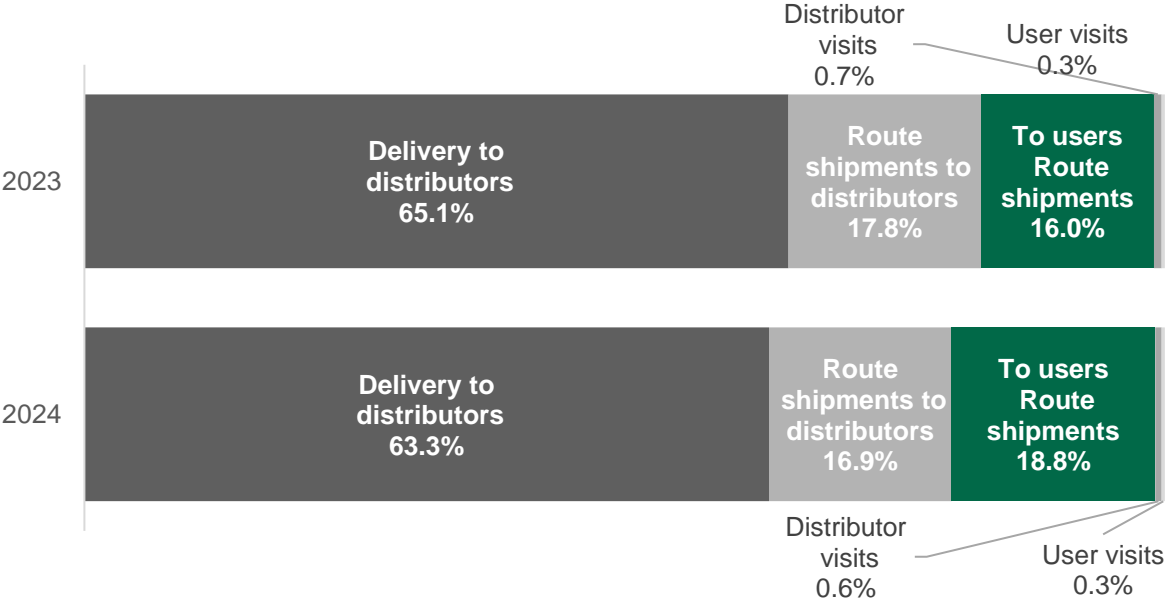 Distributor
visits
0.7%
User visits
0.3%
2023
Delivery to
distributors
65.1%
Route
shipments to
distributors
17.8%
To users
Route
shipments
16.0%
2024
Delivery to
distributors
63.3%
Route
shipments to
distributors
16.9%
To users
Route
shipments
18.8%
Distributor
visits
0.6%
User visits
0.3%